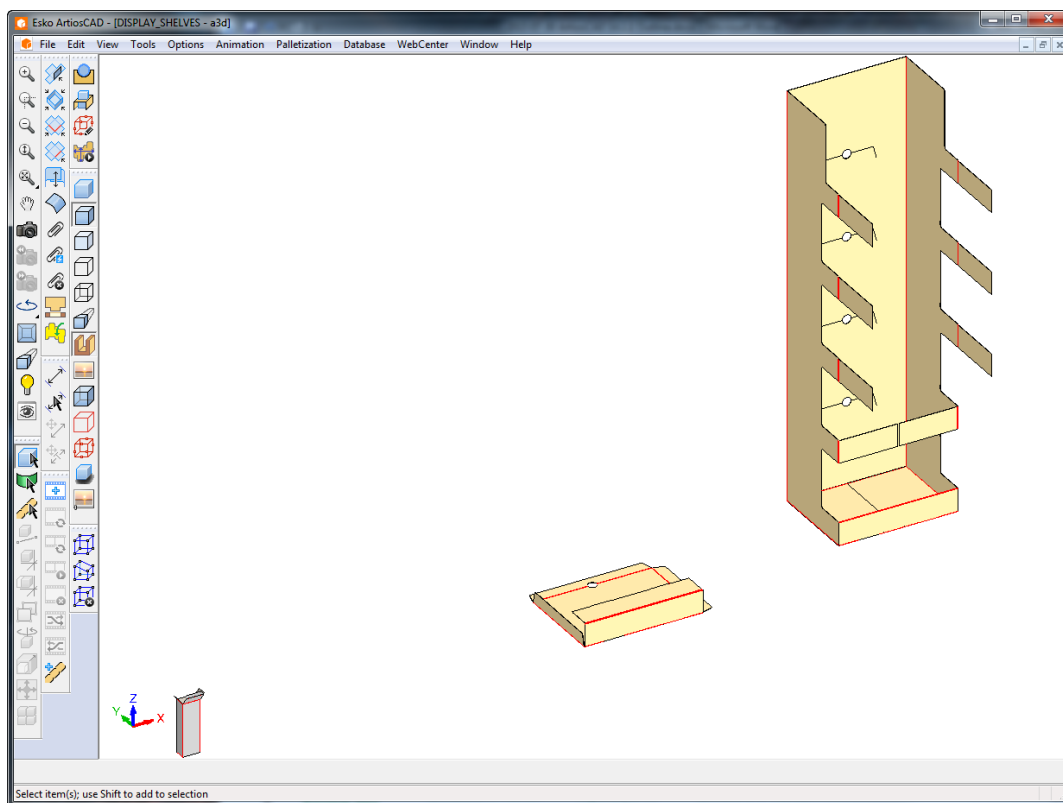 Esko ArtiosCAD - [DISPLAY_SHELVES - a3d]
File Edit View Tools Options Animation Palletization Database WebCenter Window Help
Z
Y
X
Select item(s); use Shift to add to selection